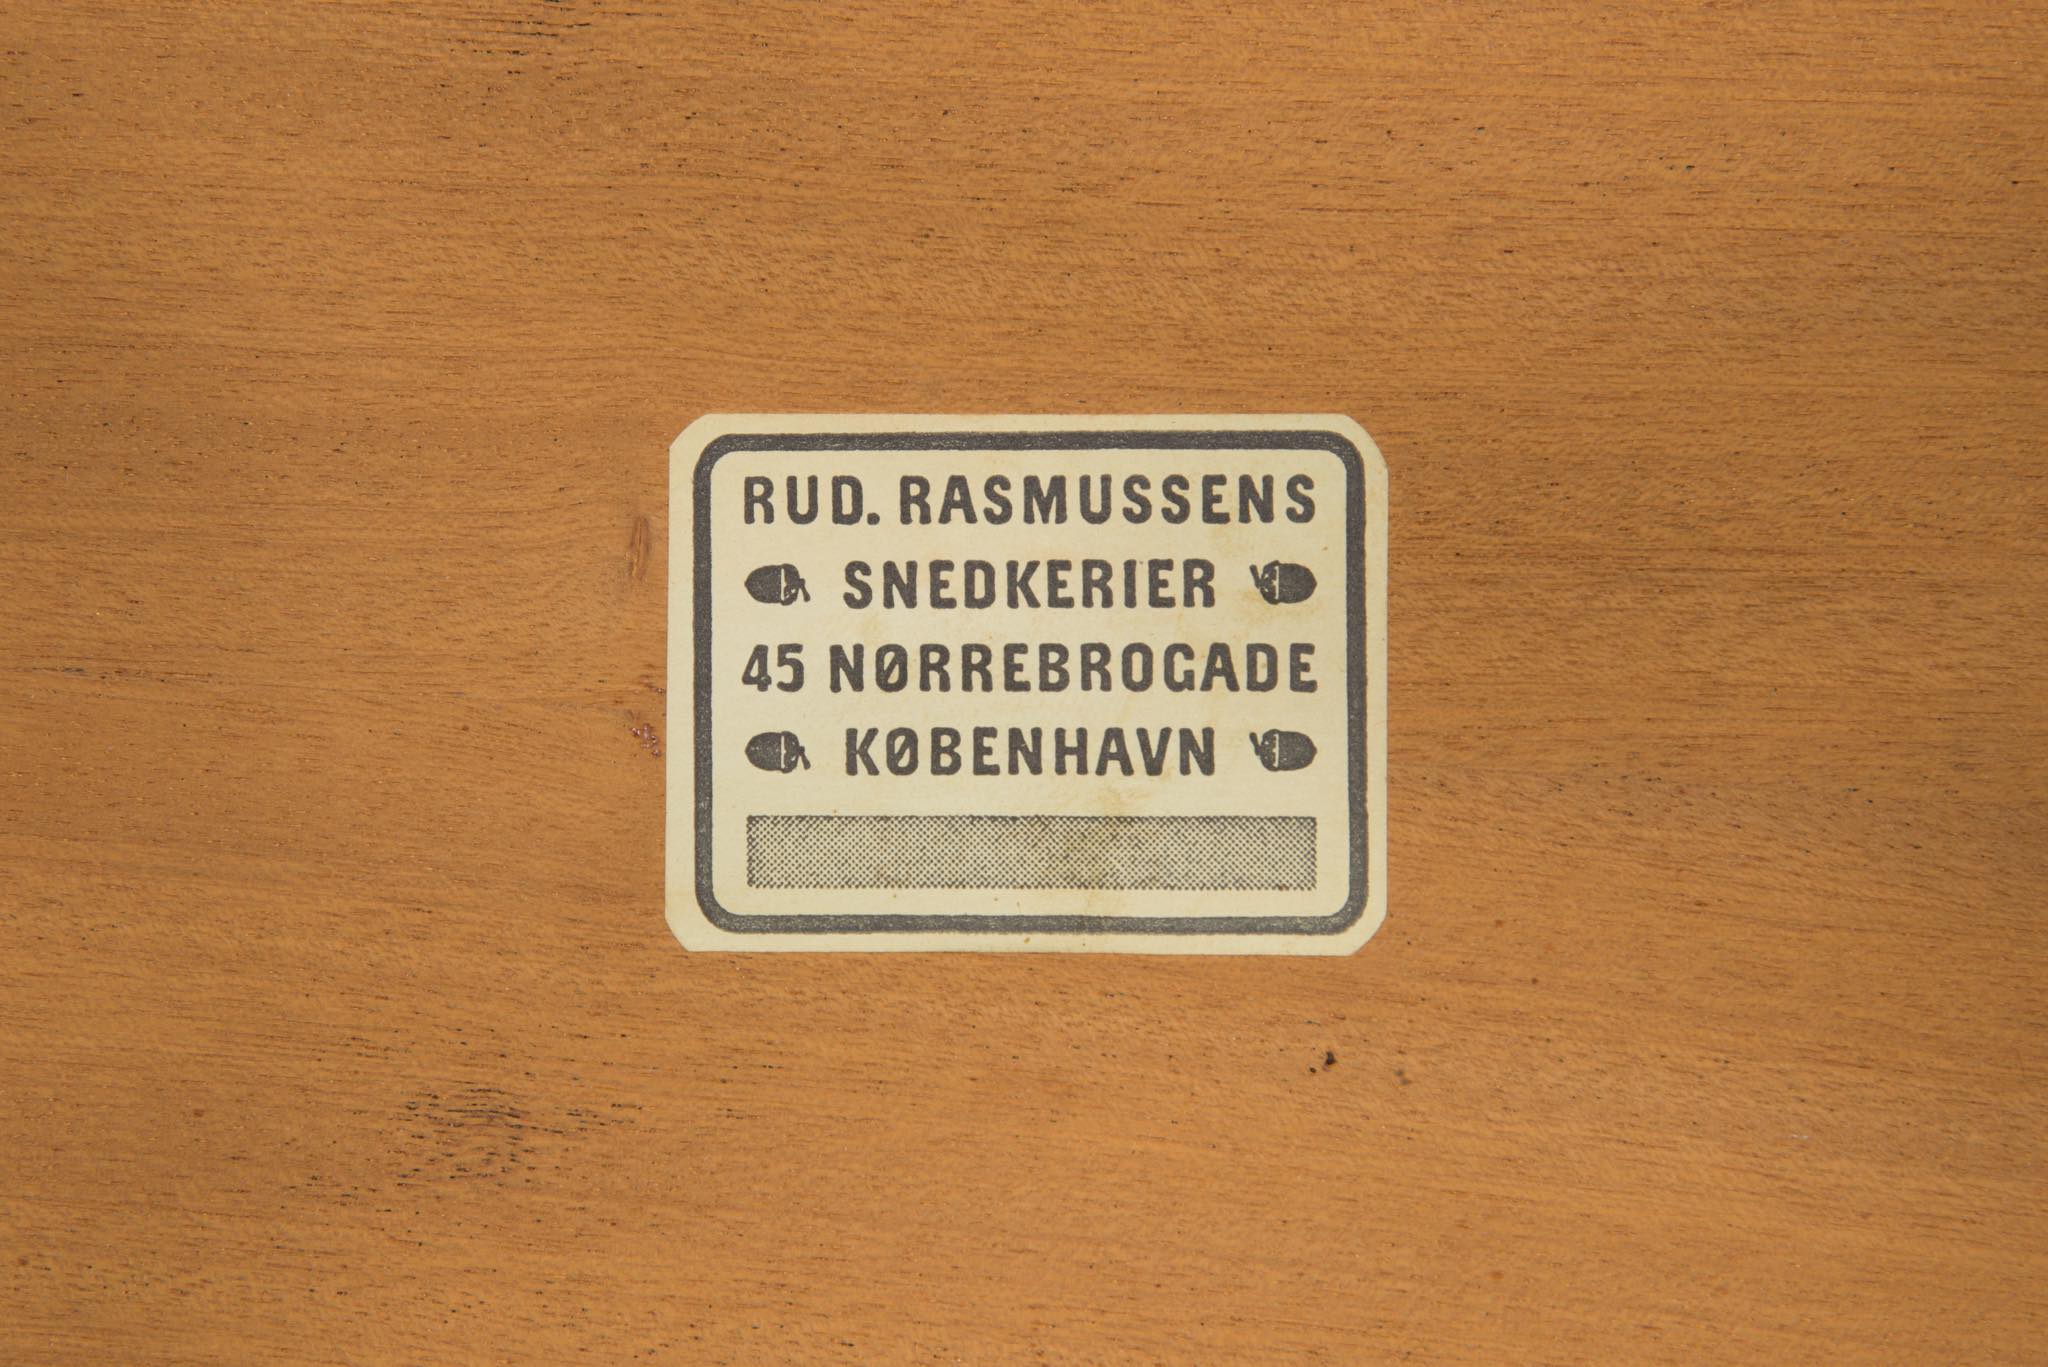 RUD. RASMUSSENS
SNEDKERIER
45 NØRREBROGADE
KØBENHAVN